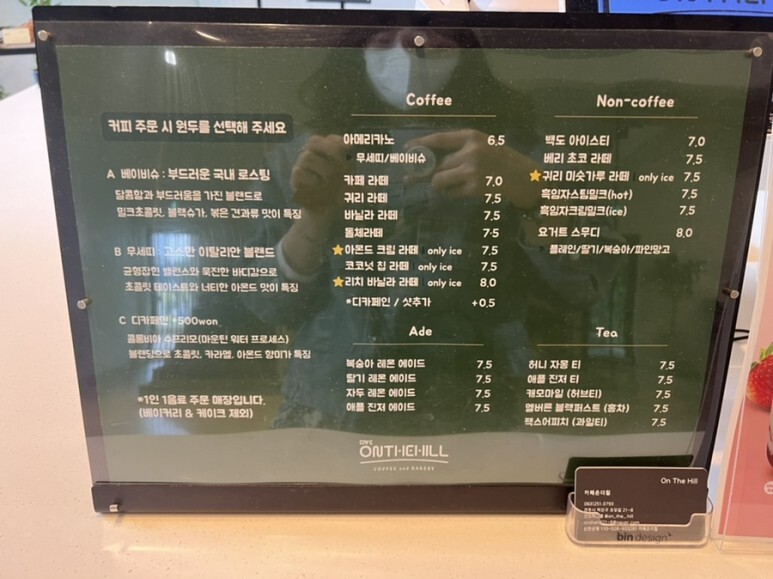 커피 주문 시 원두를 선택해 주세요
A 베이비슈 : 부드러운 국내 로스팅
달콤함과 부드러움을 가진 블렌드로
밀크초콜릿, 블랙슈가, 볶은 견과류 맛이 특징
B 무세띠 : 고스만 이탈리안 블랜드
균형잡힌 밸런스와 묵직한 바디감으로
초콜릿 테이스트와 너티한 아몬드 맛이 특징
C 디카페인 +500won
콜롬비아 수프리모(마운틴 워터 프로세스)
블랜딩으로 초콜릿, 카라멜, 아몬드 향미가 특징
*1인 1음료 주문 매장입니다.
(베이커리 & 케이크 제외)
Coffee
아메리카노 6.5
무세띠/베이비슈
카페 라떼 7.0
귀리 라떼 7.5
바닐라 라떼 7.5
돌체라떼 7.5
아몬드 크림 라떼 only ice 7.5
코코넛 칩 라떼 only ice 7.5
리치 바닐라 라떼 only ice 8.0
*디카페인 / 샷추가 +0.5
Ade
복숭아 레몬 에이드 7.5
딸기 레몬 에이드 7.5
자두 레몬 에이드 7.5
애플 진저 에이드 7.5
Non-coffee
백도 아이스티 7.0
베리 초코 라떼 7.5
귀리 미숫가루 라떼 only ice 7.5
흑임자스팀밀크(hot) 7.5
흑임자크림밀크(ice) 7.5
요거트 스무디 8.0
플레인/딸기/복숭아/파인망고
Tea
허니 자몽 티 7.5
애플 진저 티 7.5
캐모마일 (허브티) 7.5
얼버른 블랙퍼스트 (홍차) 7.5
랙스어피치 (과일티) 7.5
ONTHEHILL
COFFEE and BAKERY
On The Hill
카페온더힐
bin design